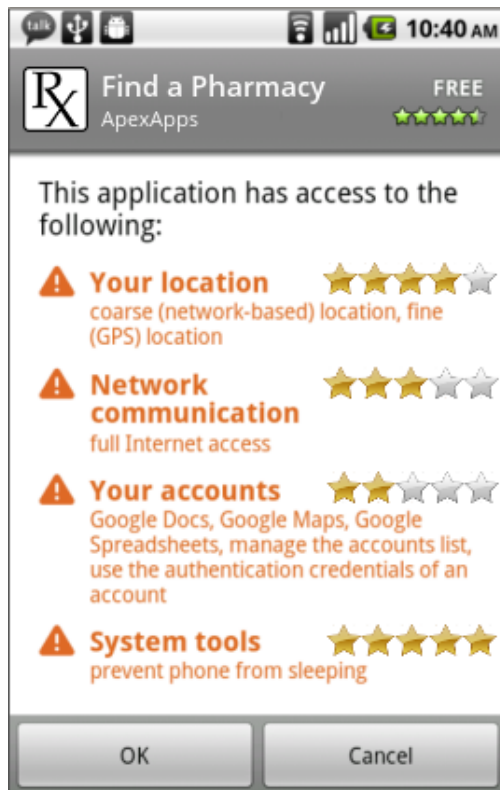 talk
10:40 AM
Rx
Find a Pharmacy
FREE
ApexApps
This application has access to the
following:
Your location
coarse (network-based) location, fine
(GPS) location
Network
communication
full Internet access
Your accounts
Google Docs, Google Maps, Google
Spreadsheets, manage the accounts list,
use the authentication credentials of an
account
System tools
prevent phone from sleeping
OK
Cancel